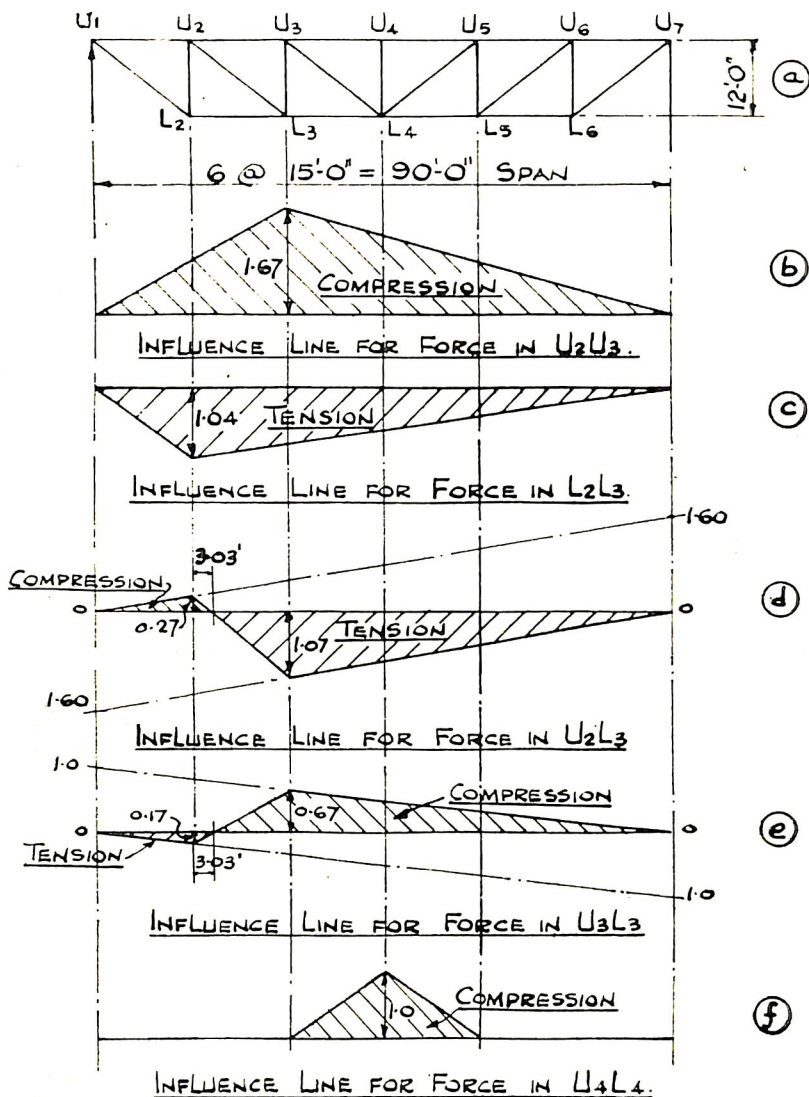 U1 U2 U3 U4 U5 U6 U7
a
12'-0"
L2 L3 L4 L5 L6
6 @ 15'-0" = 90'-0" SPAN
b
1·67
COMPRESSION
INFLUENCE LINE FOR FORCE IN U2U3.
c
1·04 TENSION
INFLUENCE LINE FOR FORCE IN L2L3.
1·60
3·03'
COMPRESSION
d
0 0·27 TENSION 0
1·07
1·60
INFLUENCE LINE FOR FORCE IN U2L3
1·0
COMPRESSION
0·17 0·67
0 0
e
TENSION 3·03'
1·0
INFLUENCE LINE FOR FORCE IN U3L3
COMPRESSION
1·0
f
INFLUENCE LINE FOR FORCE IN U4L4.